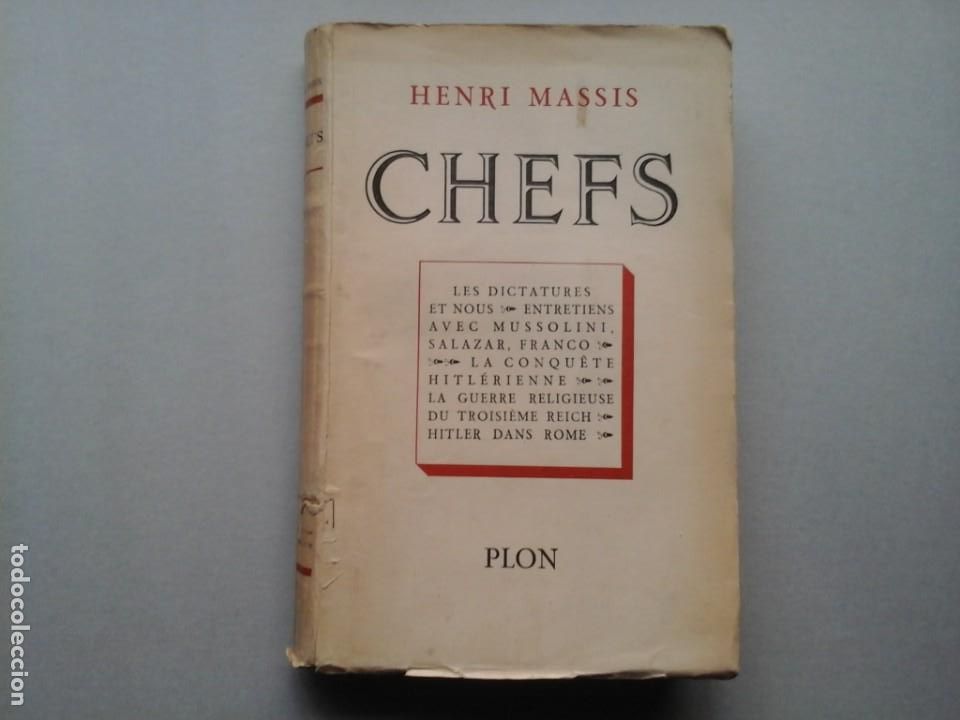 HENRI MASSIS
CHEFS
LES DICTATURES
ET NOUS ENTRETIENS
AVEC MUSSOLINI,
SALAZAR, FRANCO
LA CONQUÊTE
HITLÉRIENNE
LA GUERRE RELIGIEUSE
DU TROISIÈME REICH
HITLER DANS ROME
PLON
todocoleccion